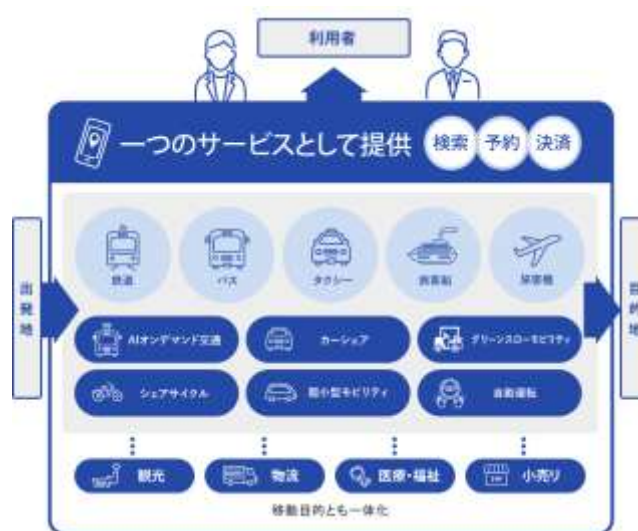 利用者
一つのサービスとして提供 検索 予約 決済
出発地
鉄道 バス タクシー 旅客船 旅客機
目的地
AIオンデマンド交通 カーシェア グリーンスローモビリティ
シェアサイクル 超小型モビリティ 自動運転
観光 物流 医療・福祉 小売り
移動目的とも一体化